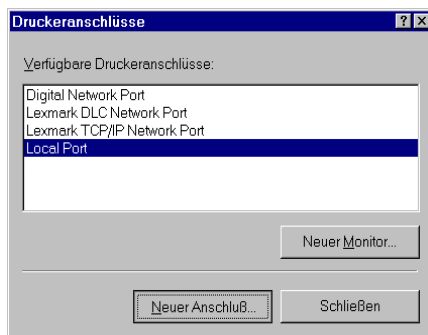 Druckeranschlüsse
Verfügbare Druckeranschlüsse:
Digital Network Port
Lexmark DLC Network Port
Lexmark TCP/IP Network Port
Local Port
Neuer Monitor...
Neuer Anschluß...
Schließen